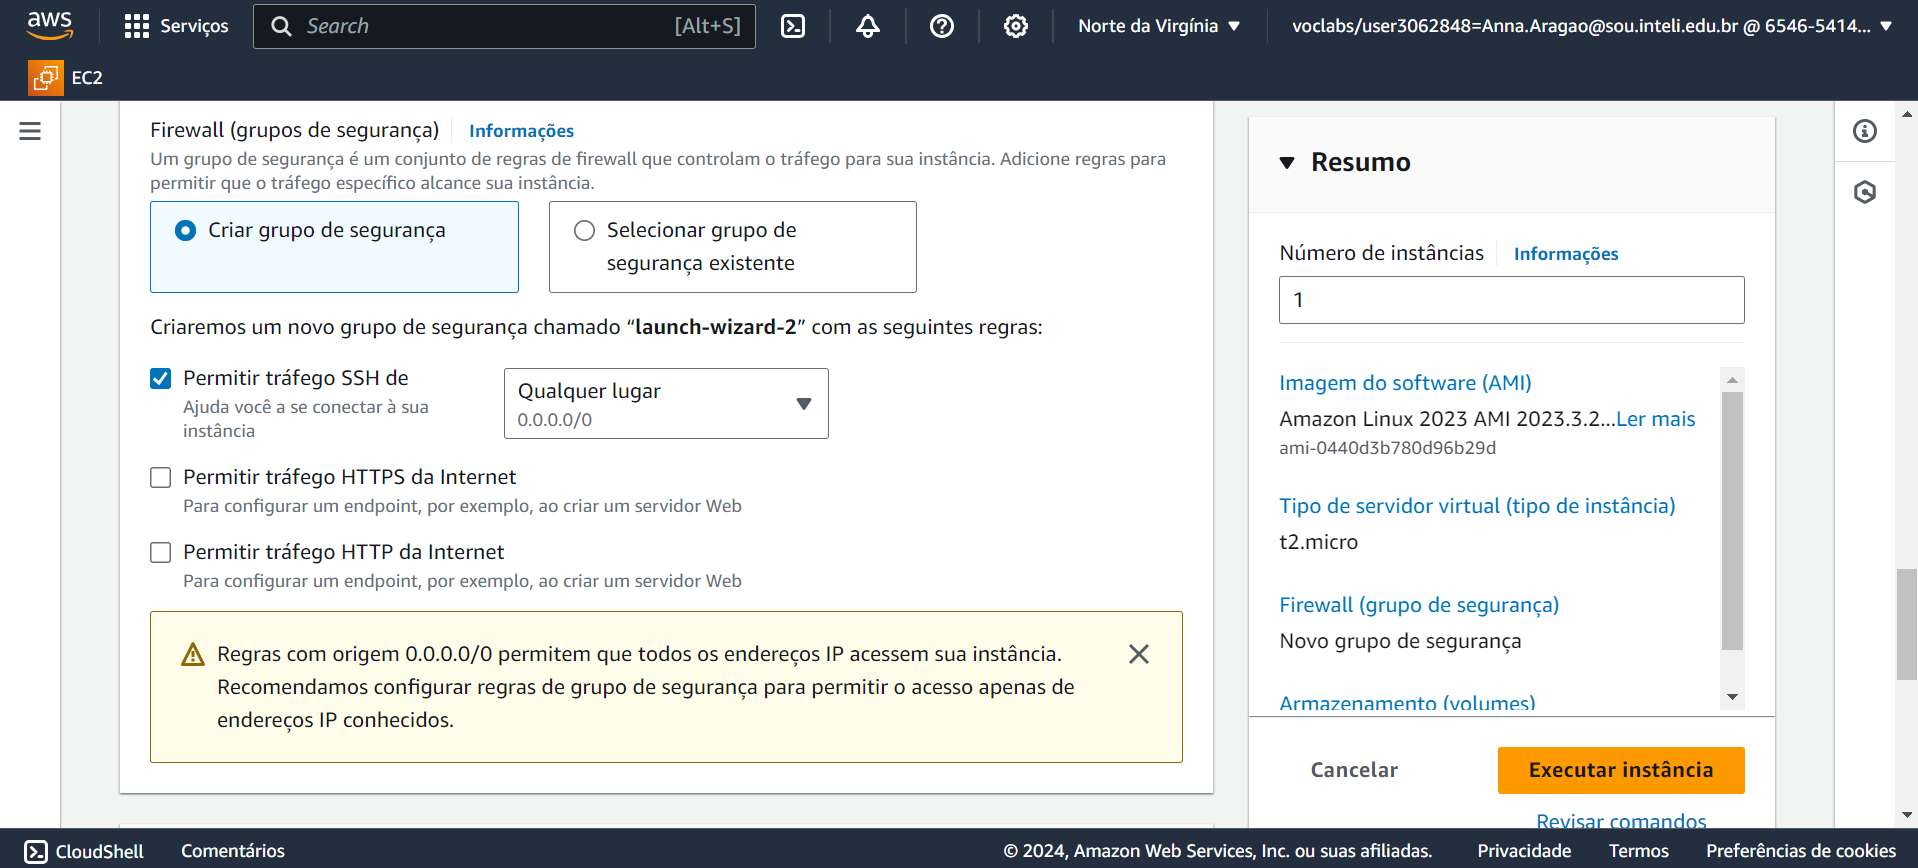 aws
Serviços
Search
[Alt+S]
Norte da Virgínia
voclabs/user3062848=Anna.Aragao@sou.inteli.edu.br @ 6546-5414...
EC2
Firewall (grupos de segurança)
Informações
Um grupo de segurança é um conjunto de regras de firewall que controlam o tráfego para sua instância. Adicione regras para
permitir que o tráfego específico alcance sua instância.
Criar grupo de segurança
Selecionar grupo de
segurança existente
Criaremos um novo grupo de segurança chamado “launch-wizard-2” com as seguintes regras:
Permitir tráfego SSH de
Ajuda você a se conectar à sua
instância
Qualquer lugar
0.0.0.0/0
Permitir tráfego HTTPS da Internet
Para configurar um endpoint, por exemplo, ao criar um servidor Web
Permitir tráfego HTTP da Internet
Para configurar um endpoint, por exemplo, ao criar um servidor Web
Regras com origem 0.0.0.0/0 permitem que todos os endereços IP acessem sua instância.
Recomendamos configurar regras de grupo de segurança para permitir o acesso apenas de
endereços IP conhecidos.
Resumo
Número de instâncias
Informações
1
Imagem do software (AMI)
Amazon Linux 2023 AMI 2023.3.2...Ler mais
ami-0440d3b780d96b29d
Tipo de servidor virtual (tipo de instância)
t2.micro
Firewall (grupo de segurança)
Novo grupo de segurança
Armazenamento (volumes)
Cancelar
Executar instância
Revisar comandos
CloudShell
Comentários
© 2024, Amazon Web Services, Inc. ou suas afiliadas.
Privacidade
Termos
Preferências de cookies